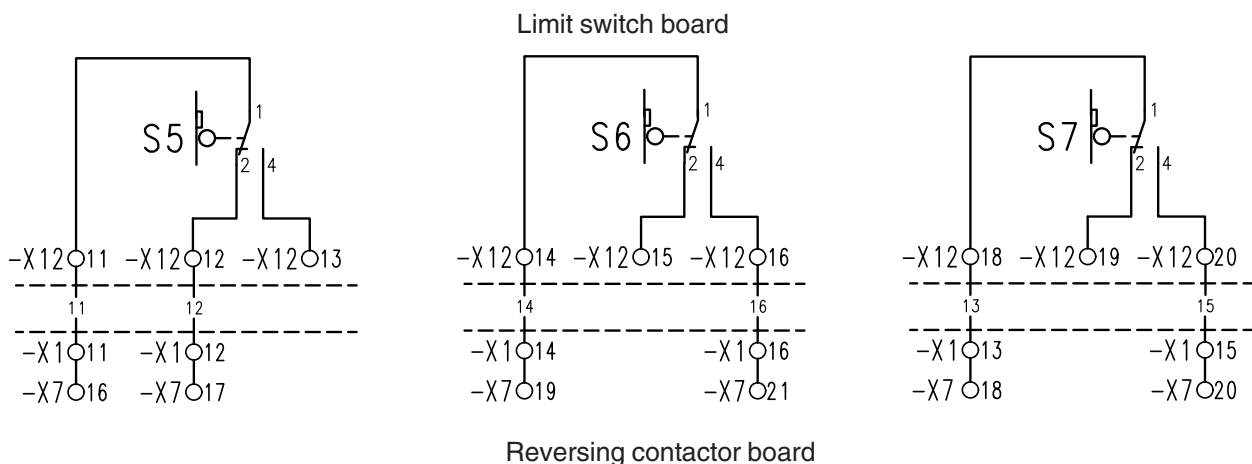 Limit switch board
1 1 1
S5 S6 S7
2 4 2 4 2 4
-X12 11 -X12 12 -X12 13 -X12 14 -X12 15 -X12 16 -X12 18 -X12 19 -X12 20
11 12 14 16 13 15
-X1 11 -X1 12 -X1 14 -X1 16 -X1 13 -X1 15
-X7 16 -X7 17 -X7 19 -X7 21 -X7 18 -X7 20
Reversing contactor board